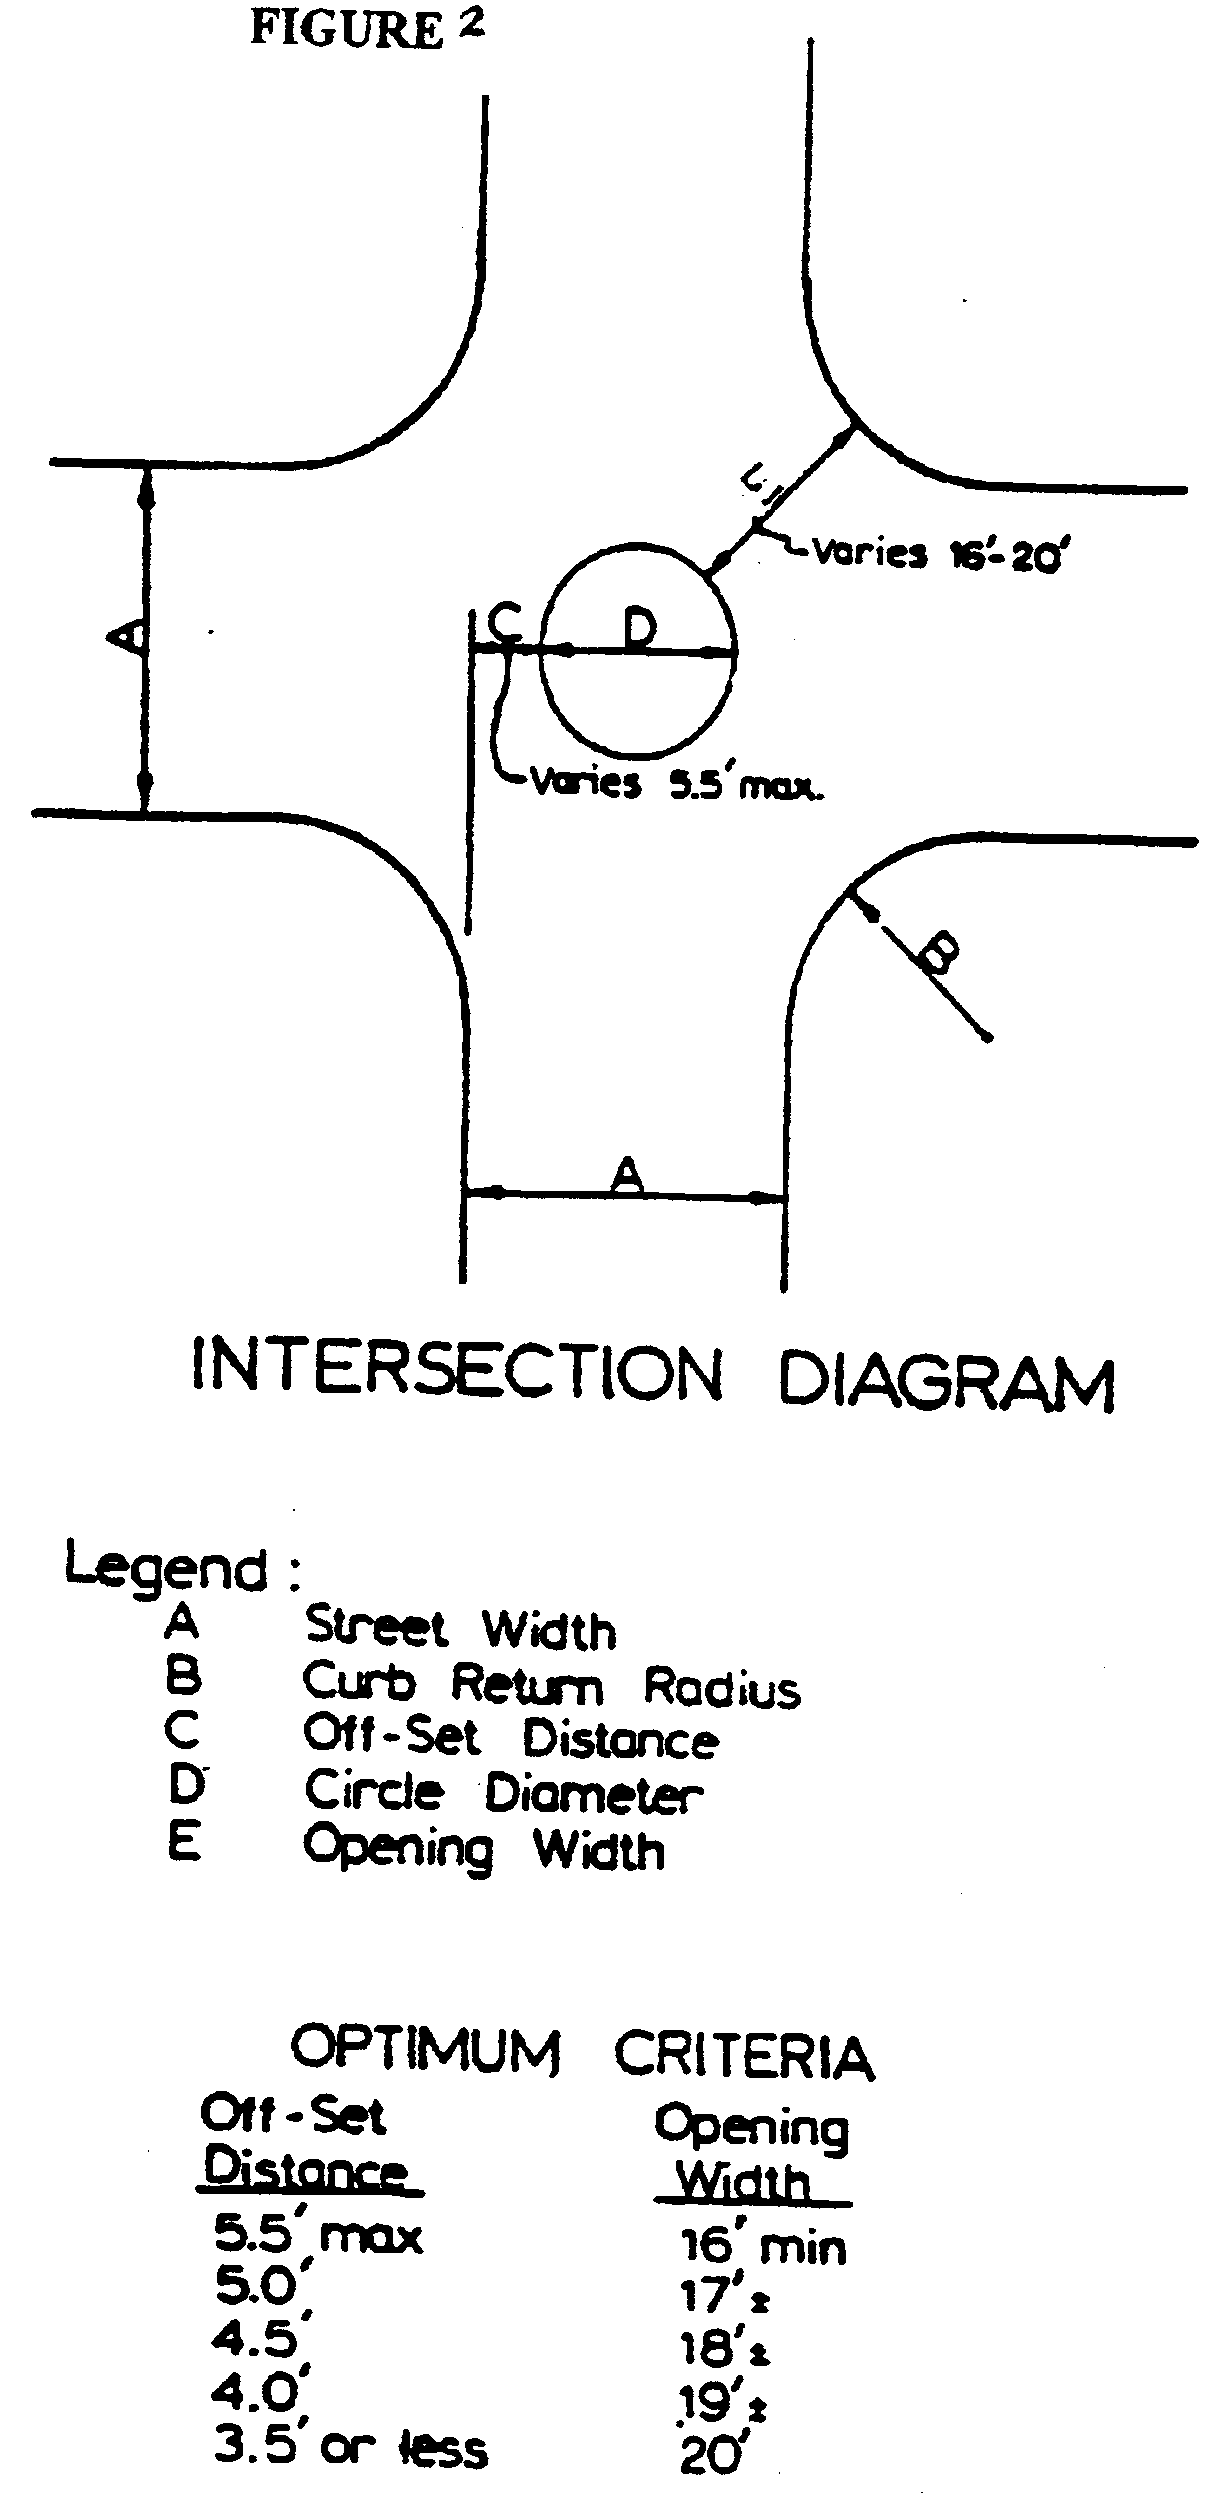 FIGURE 2
E
Varies 16'-20'
A
C
D
Varies 5.5' max.
B
A
INTERSECTION DIAGRAM
Legend :
A Street Width
B Curb Return Radius
C Off-Set Distance
D Circle Diameter
E Opening Width
OPTIMUM CRITERIA
Off-Set Opening
Distance Width
5.5' max 16' min
5.0' 17'±
4.5' 18'±
4.0' 19'±
3.5' or less 20'